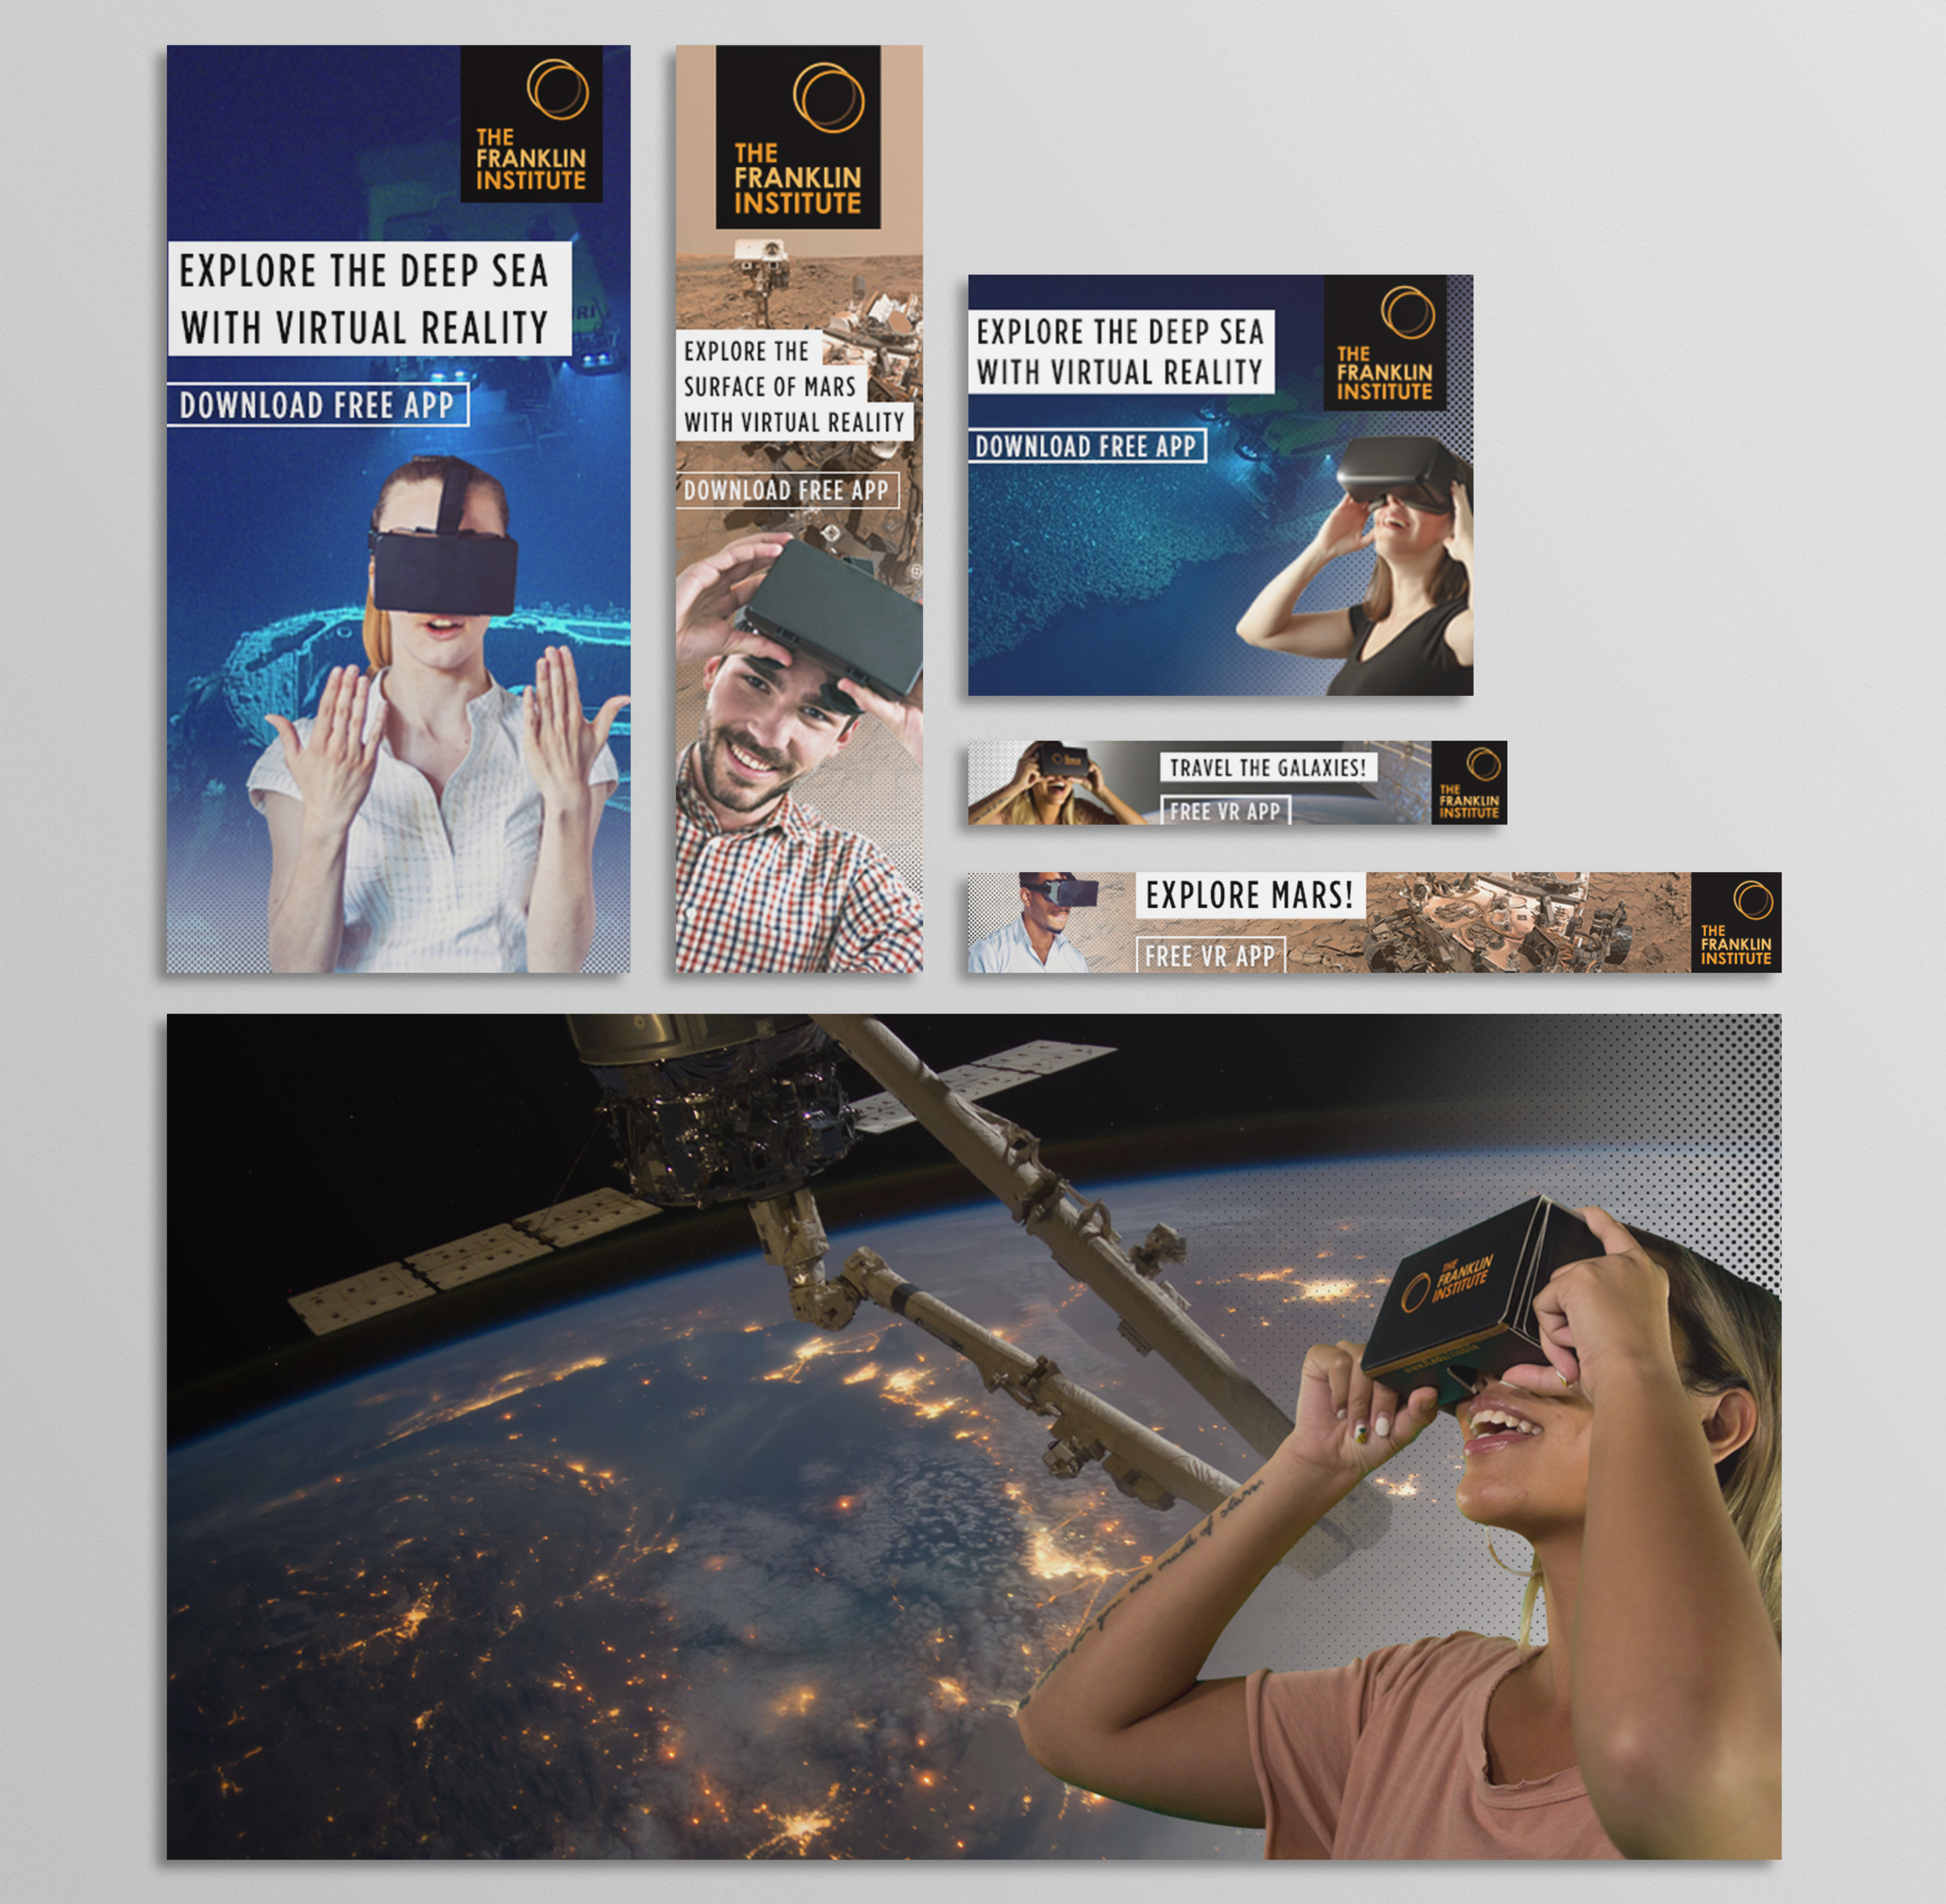 THE
FRANKLIN
INSTITUTE
EXPLORE THE DEEP SEA
WITH VIRTUAL REALITY
DOWNLOAD FREE APP
THE
FRANKLIN
INSTITUTE
EXPLORE THE
SURFACE OF MARS
WITH VIRTUAL REALITY
DOWNLOAD FREE APP
EXPLORE THE DEEP SEA
WITH VIRTUAL REALITY
DOWNLOAD FREE APP
THE
FRANKLIN
INSTITUTE
TRAVEL THE GALAXIES!
FREE VR APP
THE
FRANKLIN
INSTITUTE
EXPLORE MARS!
FREE VR APP
THE
FRANKLIN
INSTITUTE
THE
FRANKLIN
INSTITUTE
made of stars